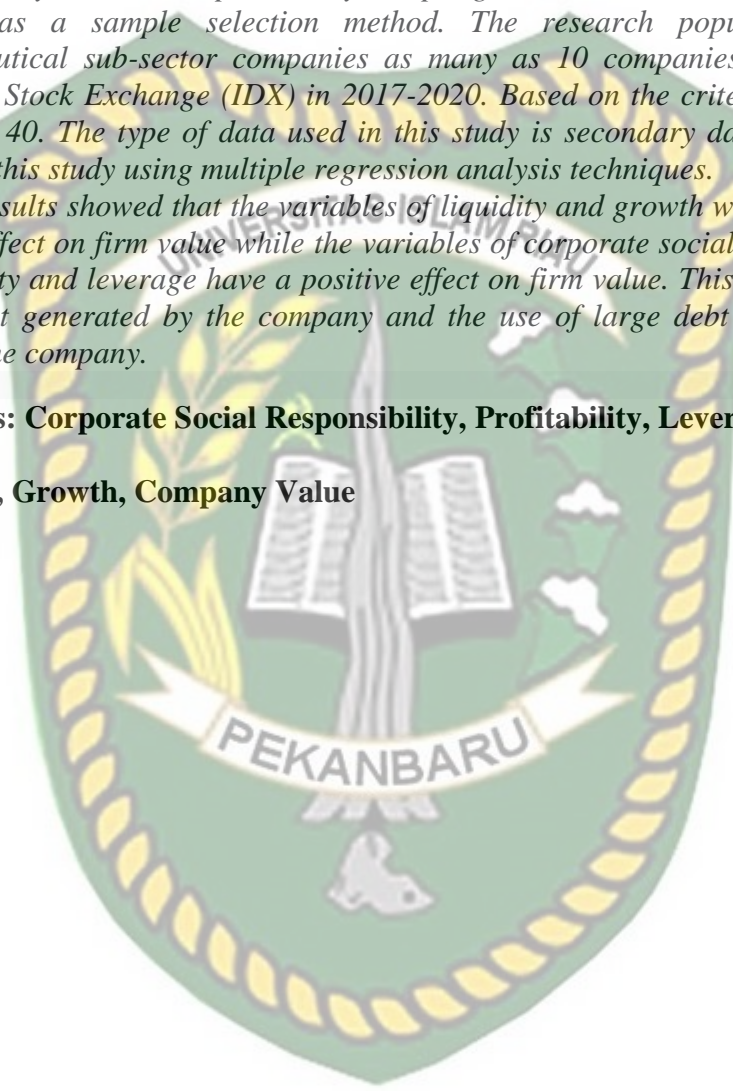 as a sample selection method. The research popu
utical sub-sector companies as many as 10 companies
Stock Exchange (IDX) in 2017-2020. Based on the crite
40. The type of data used in this study is secondary da
this study using multiple regression analysis techniques.
sults showed that the variables of liquidity and growth w
ffect on firm value while the variables of corporate social
ty and leverage have a positive effect on firm value. This
t generated by the company and the use of large debt
he company.
s: Corporate Social Responsibility, Profitability, Lever
, Growth, Company Value
UNIVERSITAS ISLAM RIAU
PEKANBARU